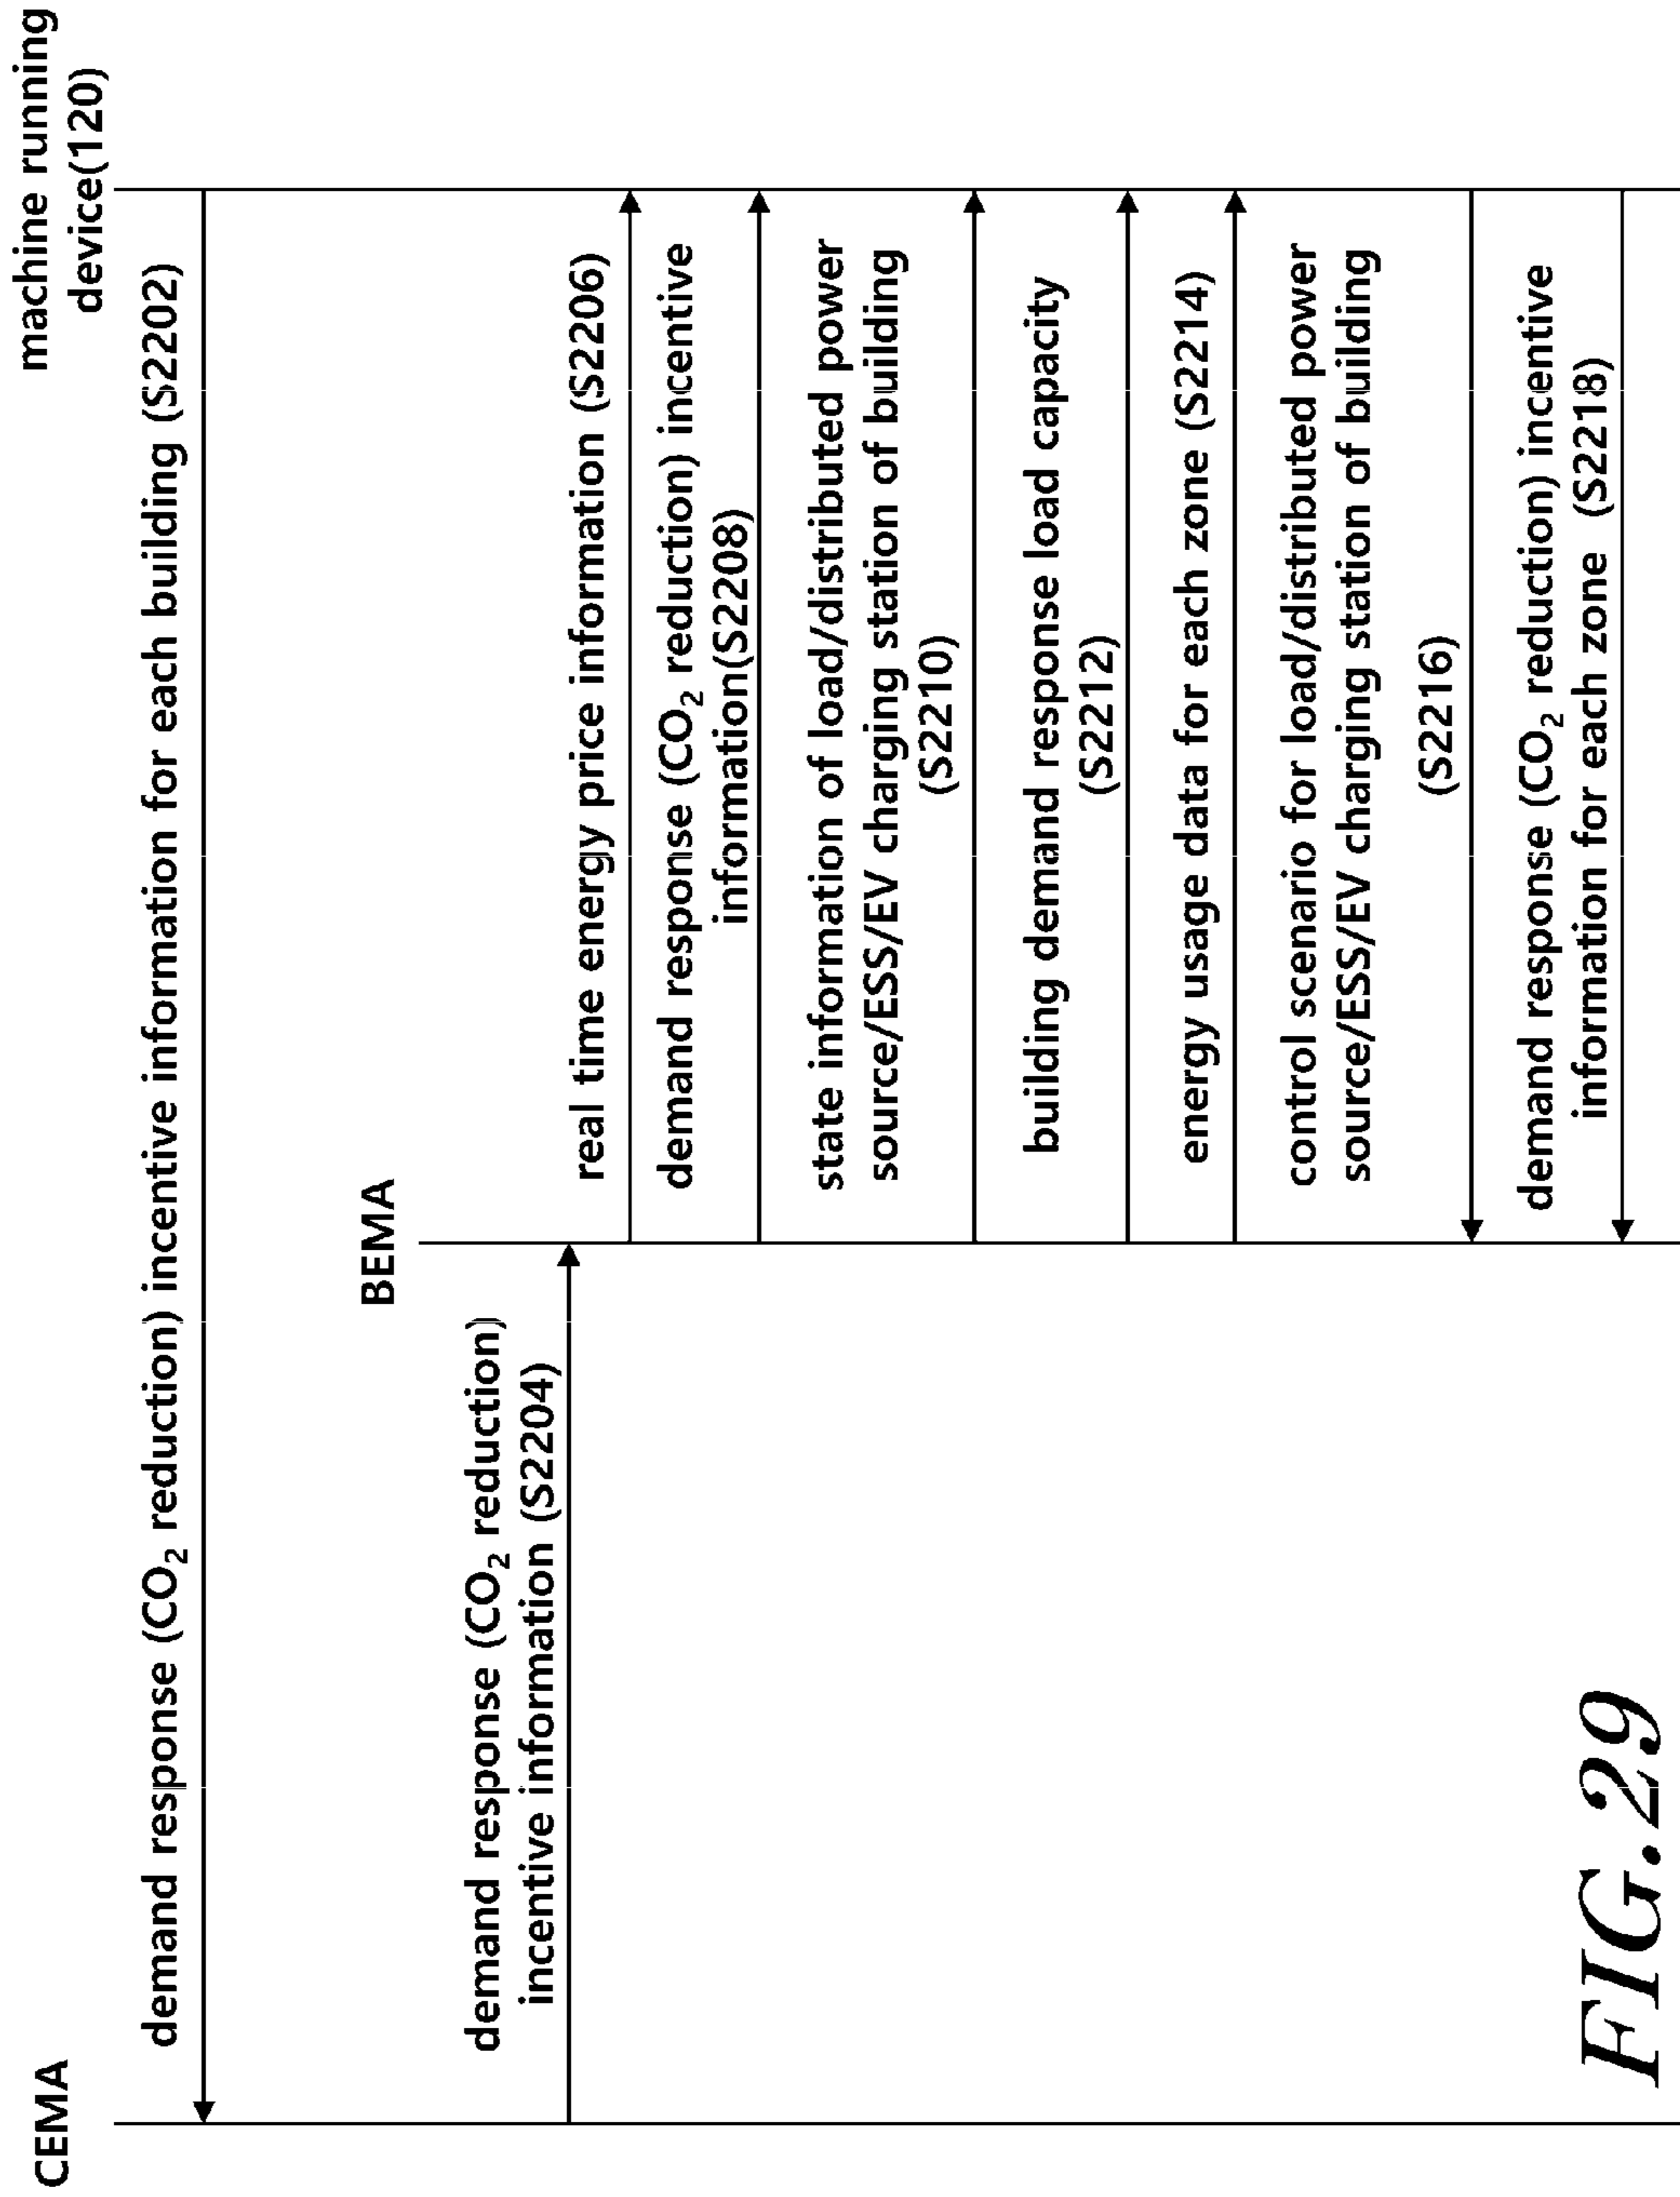 CEMA
machine running
device(120)
demand response (CO₂ reduction) incentive information for each building (S2202)
BEMA
demand response (CO₂ reduction)
incentive information (S2204)
real time energy price information (S2206)
demand response (CO₂ reduction) incentive
information(S2208)
state information of load/distributed power
source/ESS/EV charging station of building
(S2210)
building demand response load capacity
(S2212)
energy usage data for each zone (S2214)
control scenario for load/distributed power
source/ESS/EV charging station of building
(S2216)
demand response (CO₂ reduction) incentive
information for each zone (S2218)
FIG.29